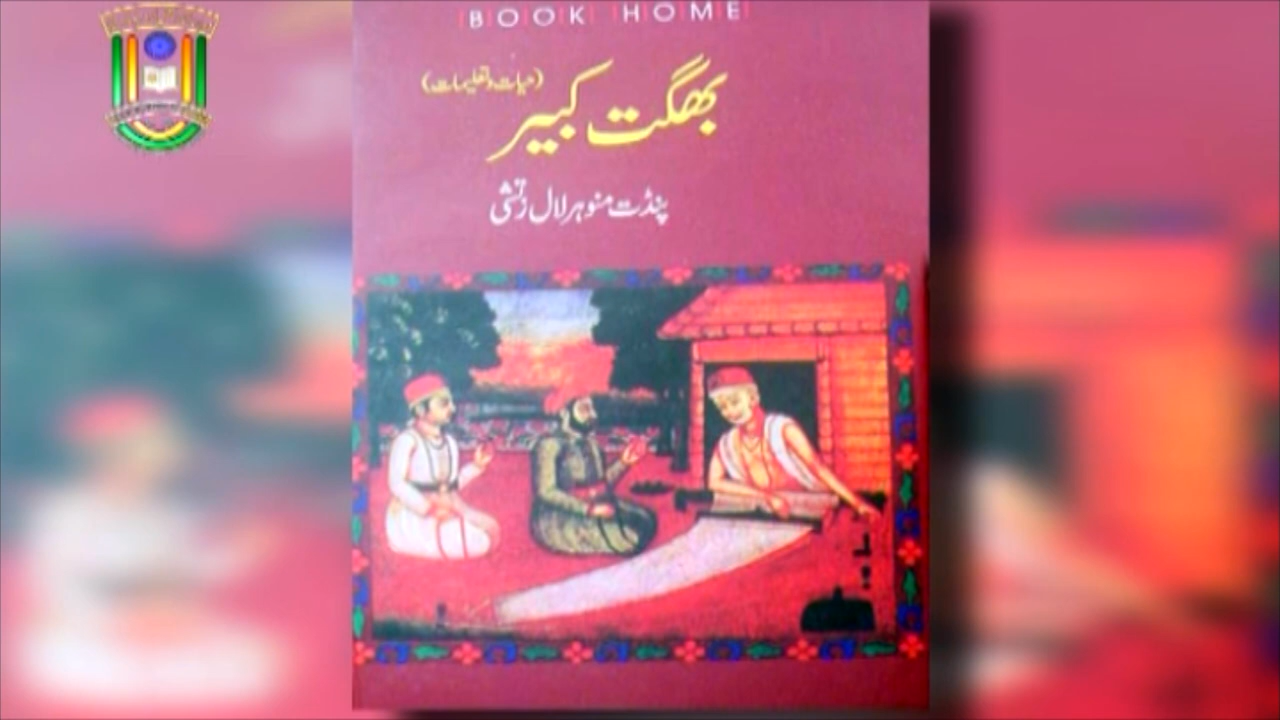 BOOK HOME
بھگت کبیر (حیات و تعلیمات)
پنڈت منوہر لال زتشی